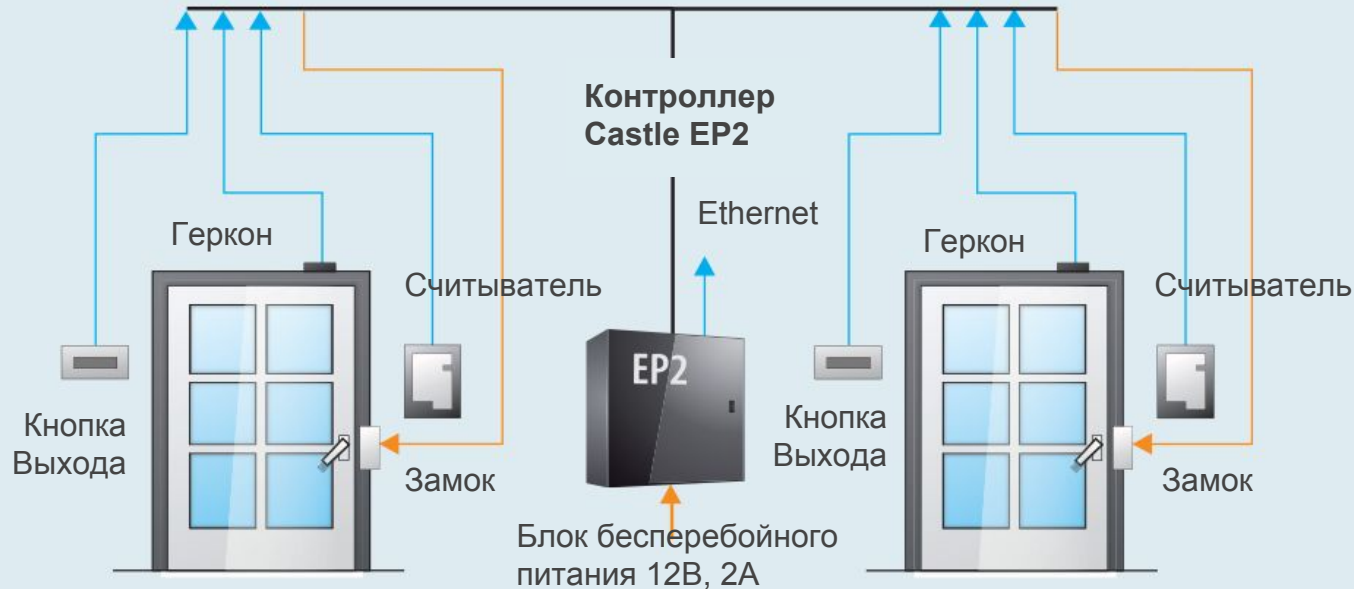 Контроллер
Castle EP2
Ethernet
Геркон
Считыватель
Кнопка
Выхода
Замок
EP2
Блок бесперебойного
питания 12В, 2А
Геркон
Считыватель
Кнопка
Выхода
Замок